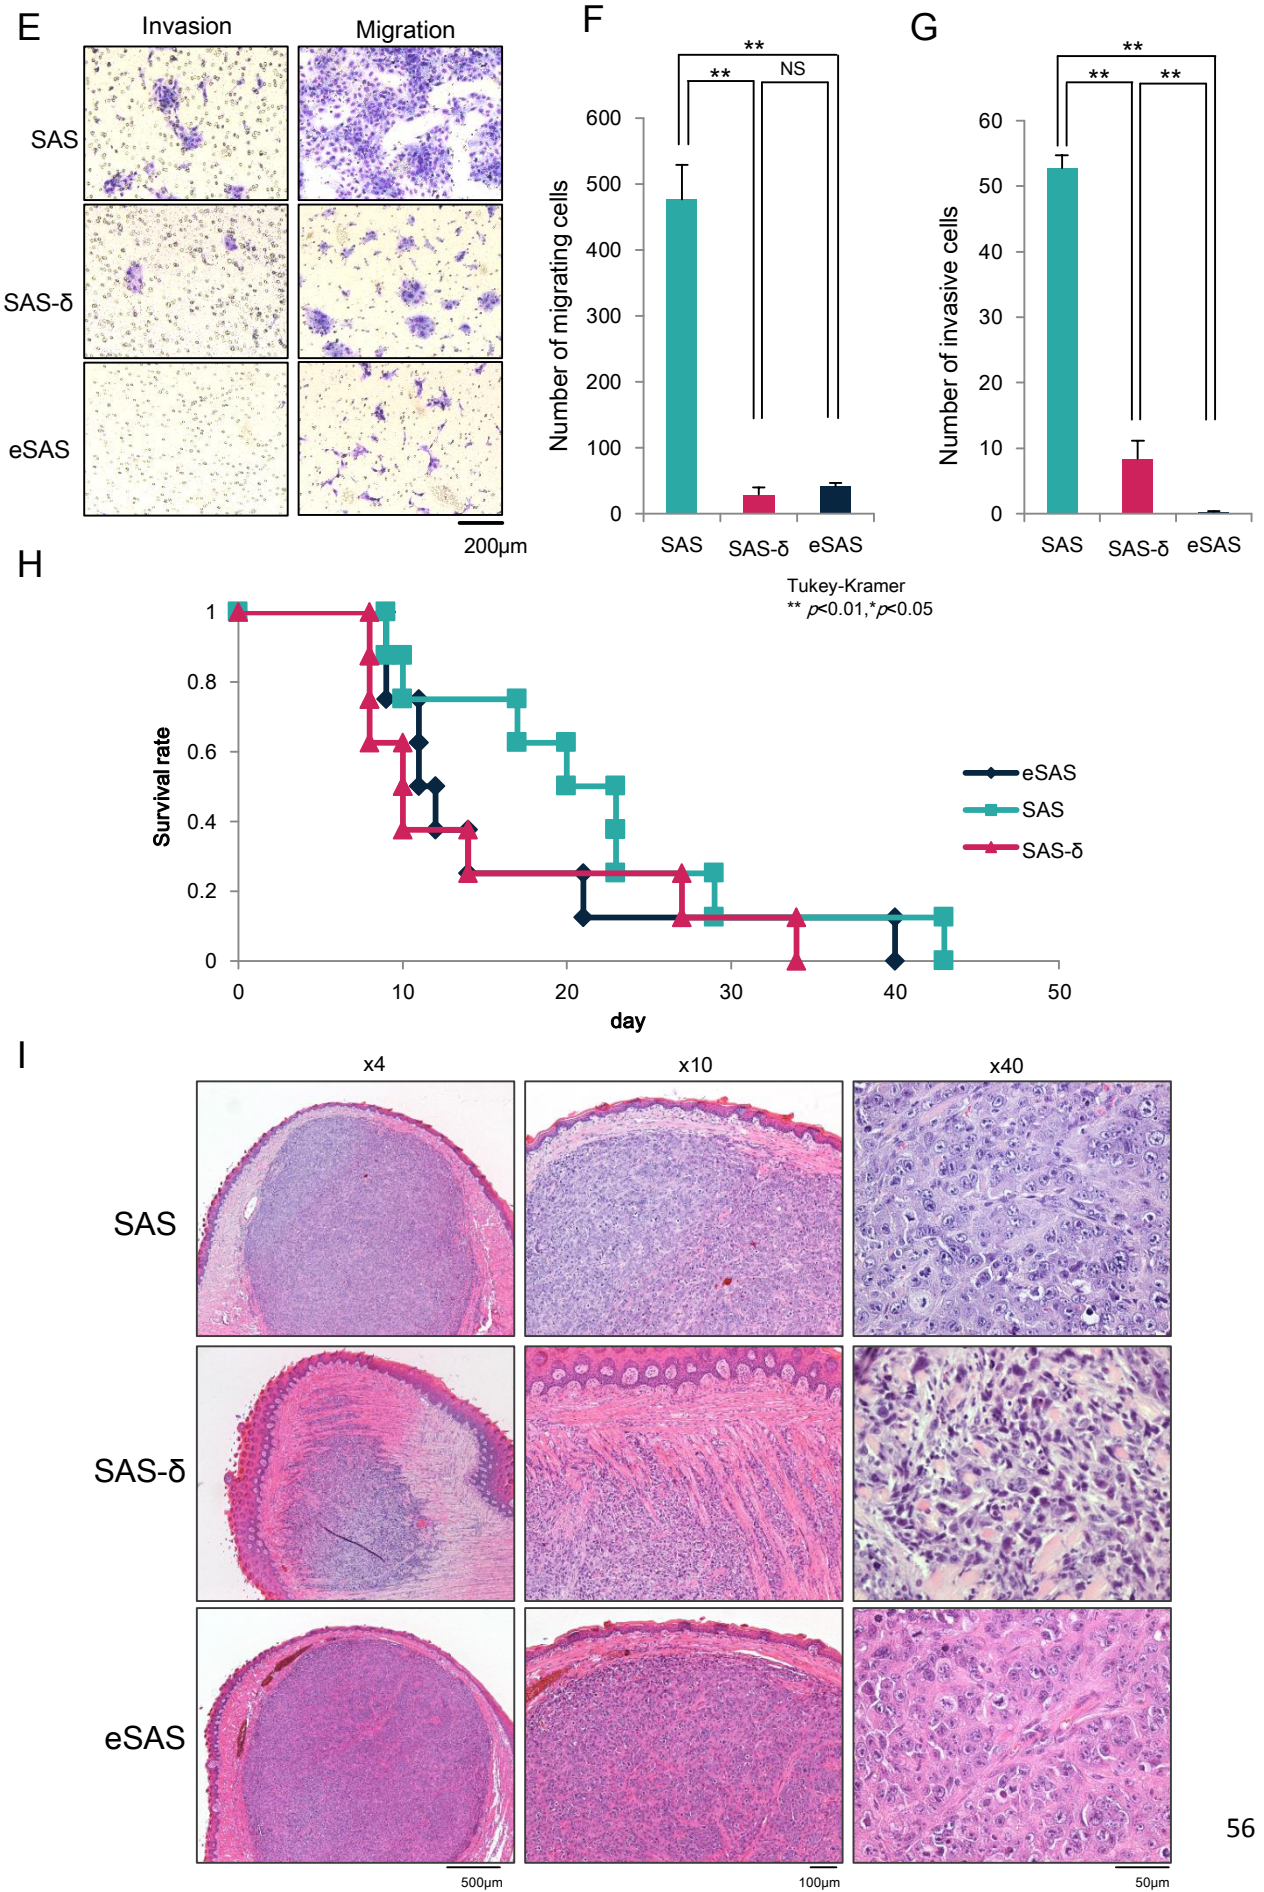 E
Invasion
Migration
SAS
SAS-δ
eSAS
200μm
F
**
**
NS
Number of migrating cells
600
500
400
300
200
100
0
SAS
SAS-δ
eSAS
G
**
**
**
Number of invasive cells
60
50
40
30
20
10
0
SAS
SAS-δ
eSAS
Tukey-Kramer
** p<0.01,*p<0.05
H
Survival rate
1
0.8
0.6
0.4
0.2
0
0
10
20
30
40
50
day
eSAS
SAS
SAS-δ
I
x4
x10
x40
SAS
SAS-δ
eSAS
500μm
100μm
50μm
56